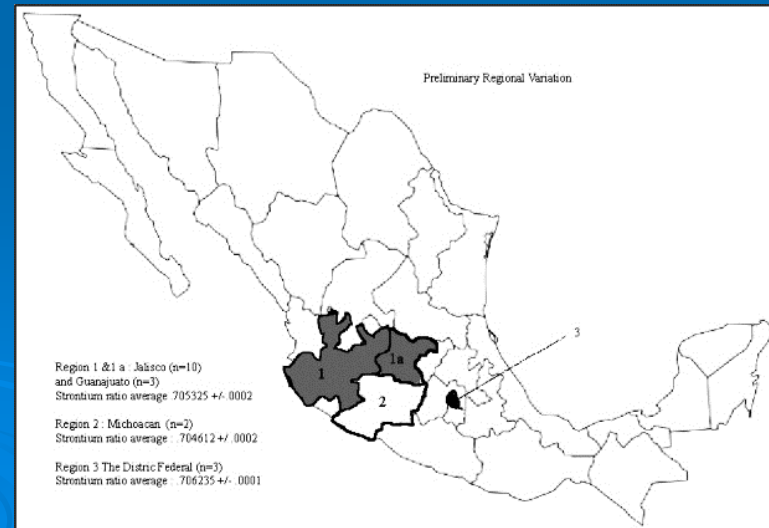 Preliminary Regional Variation
3
1a
1
2
Region 1 &1 a : Jalisco (n=10)
and Guanajuato (n=3)
Strontium ratio average .705325 +/- .0002
Region 2 : Michoacan (n=2)
Strontium ratio average : .704612 +/ .0002
Region 3 The Distric Federal (n=3)
Strontium ratio average : .706235 +/- .0001